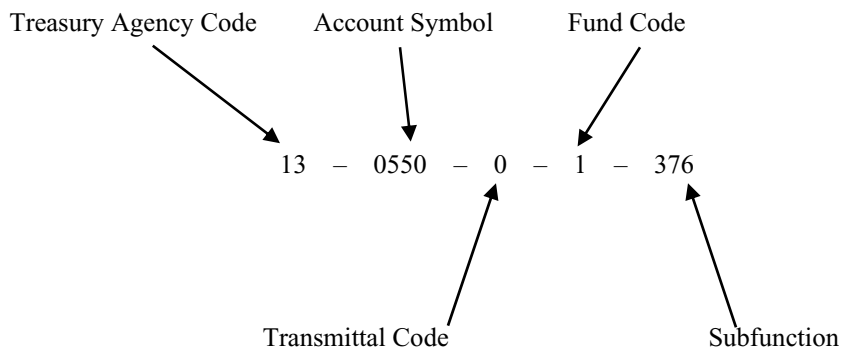 Treasury Agency Code Account Symbol Fund Code
13 – 0550 – 0 – 1 – 376
Transmittal Code Subfunction